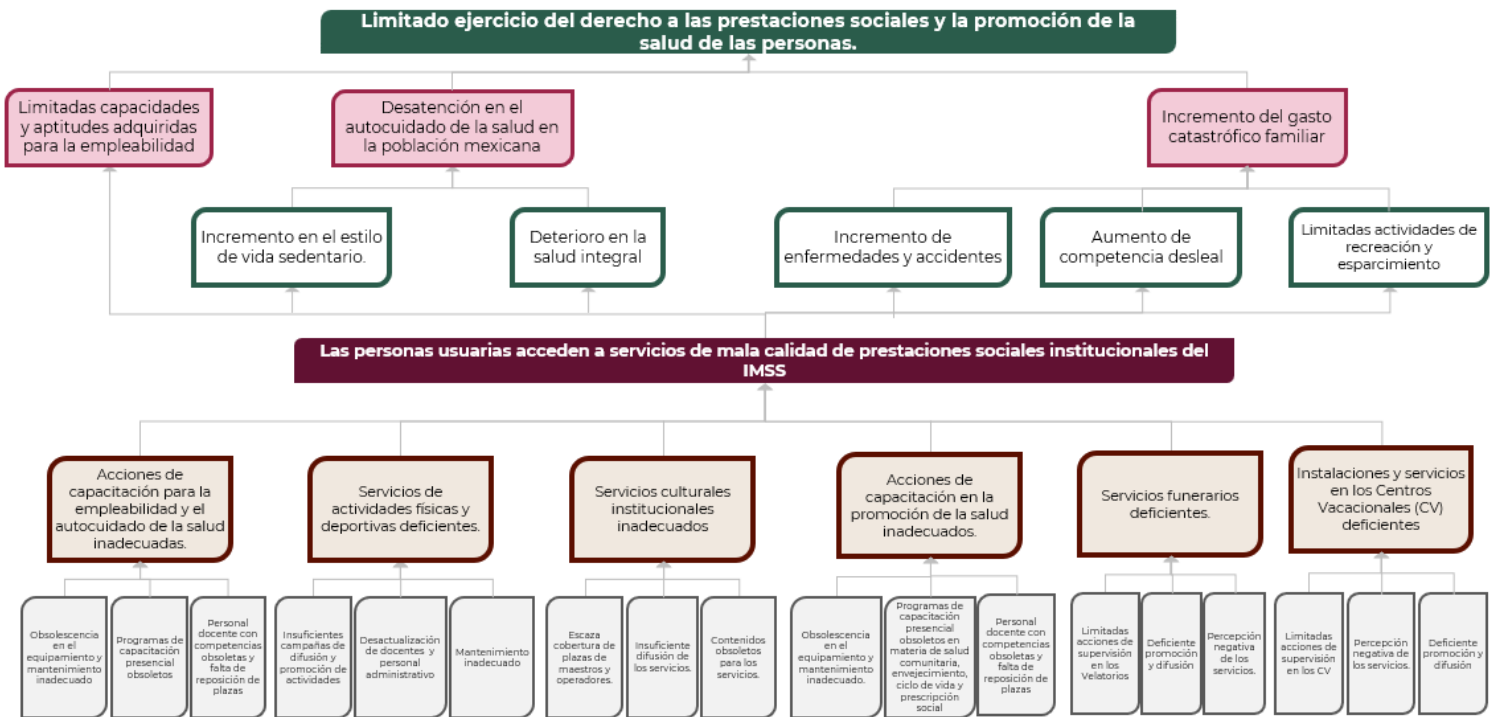 Limitado ejercicio del derecho a las prestaciones sociales y la promoción de la
salud de las personas.
Limitadas capacidades
y aptitudes adquiridas
para la empleabilidad
Desatención en el
autocuidado de la salud en
la población mexicana
Incremento del gasto
catastrófico familiar
Incremento en el estilo
de vida sedentario.
Deterioro en la
salud integral
Incremento de
enfermedades y accidentes
Aumento de
competencia desleal
Limitadas actividades de
recreación y
esparcimiento
Las personas usuarias acceden a servicios de mala calidad de prestaciones sociales institucionales del
IMSS
Acciones de
capacitación para la
empleabilidad y el
autocuidado de la salud
inadecuadas.
Servicios de
actividades físicas y
deportivas deficientes.
Servicios culturales
institucionales
inadecuados
Acciones de
capacitación en la
promoción de la salud
inadecuados.
Servicios funerarios
deficientes.
Instalaciones y servicios
en los Centros
Vacacionales (CV)
deficientes
Obsolescencia
en el
equipamiento y
mantenimiento
inadecuado
Programas de
capacitación
presencial
obsoletos
Personal
docente con
competencias
obsoletas y
falta de
reposición de
plazas
Insuficientes
campañas de
difusión y
promoción de
actividades
Desactualización
de docentes y
personal
administrativo
Mantenimiento
inadecuado
Escaza
cobertura de
plazas de
maestros y
operadores.
Insuficiente
difusión de
los servicios.
Contenidos
obsoletos
para los
servicios.
Obsolescencia
en el
equipamiento y
mantenimiento
inadecuado.
Programas de
capacitación
presencial
obsoletos en
materia de salud
comunitaria,
envejecimiento,
ciclo de vida y
prescripción
social
Personal
docente con
competencias
obsoletas y falta
de reposición de
plazas
Limitadas
acciones de
supervisión
en los
Velatorios
Deficiente
promoción
y difusión
Percepción
negativa
de los
servicios.
Limitadas
acciones de
supervisión
en los CV
Percepción
negativa de
los servicios.
Deficiente
promoción y
difusión